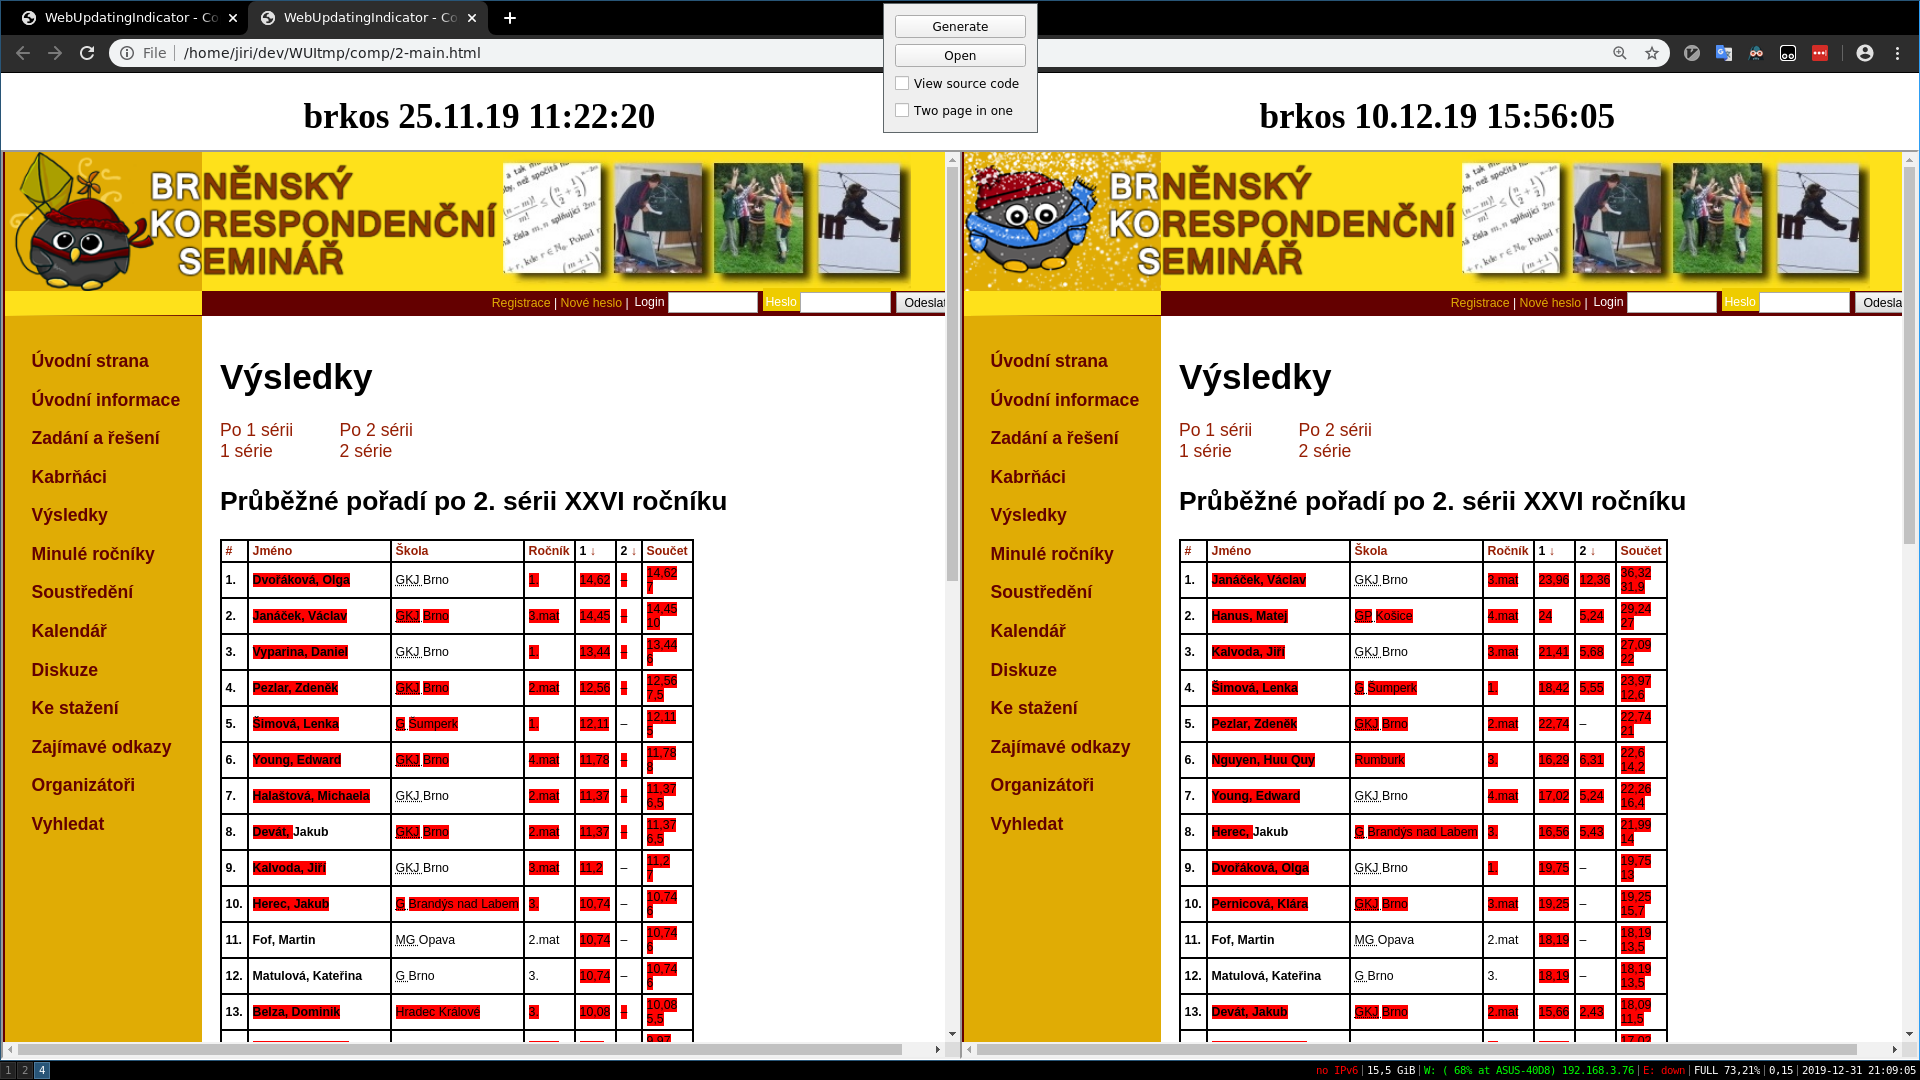 WebUpdatingIndicator - Co
WebUpdatingIndicator - Co
File /home/jiri/dev/WUItmp/comp/2-main.html
Generate
Open
View source code
Two page in one
brkos 25.11.19 11:22:20
BRNĚNSKÝ
KORESPONDENČNÍ
SEMINÁŘ
Registrace | Nové heslo | Login Heslo Odeslat
Úvodní strana
Úvodní informace
Zadání a řešení
Kabrňáci
Výsledky
Minulé ročníky
Soustředění
Kalendář
Diskuze
Ke stažení
Zajímavé odkazy
Organizátoři
Vyhledat
Výsledky
Po 1 sérii Po 2 sérii
1 série 2 série
Průběžné pořadí po 2. sérii XXVI ročníku
# Jméno Škola Ročník 1 ↓ 2 ↓ Součet
1. Dvořáková, Olga GKJ Brno 1. 14,62 – 14,62 7
2. Janáček, Václav GKJ Brno 3.mat 14,45 – 14,45 10
3. Vyparina, Daniel GKJ Brno 1. 13,44 – 13,44 6
4. Pezlar, Zdeněk GKJ Brno 2.mat 12,56 – 12,56 7,5
5. Šimová, Lenka G Šumperk 1. 12,11 – 12,11 5
6. Young, Edward GKJ Brno 4.mat 11,78 – 11,78 8
7. Halaštová, Michaela GKJ Brno 2.mat 11,37 – 11,37 6,5
8. Devát, Jakub GKJ Brno 2.mat 11,37 – 11,37 6,5
9. Kalvoda, Jiří GKJ Brno 3.mat 11,2 – 11,2 7
10. Herec, Jakub G Brandýs nad Labem 3. 10,74 – 10,74 6
11. Fof, Martin MG Opava 2.mat 10,74 – 10,74 6
12. Matulová, Kateřina G Brno 3. 10,74 – 10,74 6
13. Belza, Dominik Hradec Králové 3. 10,08 – 10,08 5,5
brkos 10.12.19 15:56:05
BRNĚNSKÝ
KORESPONDENČNÍ
SEMINÁŘ
Registrace | Nové heslo | Login Heslo Odesla
Úvodní strana
Úvodní informace
Zadání a řešení
Kabrňáci
Výsledky
Minulé ročníky
Soustředění
Kalendář
Diskuze
Ke stažení
Zajímavé odkazy
Organizátoři
Vyhledat
Výsledky
Po 1 sérii Po 2 sérii
1 série 2 série
Průběžné pořadí po 2. sérii XXVI ročníku
# Jméno Škola Ročník 1 ↓ 2 ↓ Součet
1. Janáček, Václav GKJ Brno 3.mat 23,96 12,36 36,32 31,9
2. Hanus, Matej GP Košice 4.mat 24 5,24 29,24 27
3. Kalvoda, Jiří GKJ Brno 3.mat 21,41 5,68 27,09 22
4. Šimová, Lenka G Šumperk 1. 18,42 5,55 23,97 12,6
5. Pezlar, Zdeněk GKJ Brno 2.mat 22,74 – 22,74 21
6. Nguyen, Huu Quy Rumburk 3. 16,29 6,31 22,6 14,2
7. Young, Edward GKJ Brno 4.mat 17,02 5,24 22,26 16,4
8. Herec, Jakub G Brandýs nad Labem 3. 16,56 5,43 21,99 14
9. Dvořáková, Olga GKJ Brno 1. 19,75 – 19,75 13
10. Pernicová, Klára GKJ Brno 3.mat 19,25 – 19,25 15,7
11. Fof, Martin MG Opava 2.mat 18,19 – 18,19 13,5
12. Matulová, Kateřina G Brno 3. 18,19 – 18,19 13,5
13. Devát, Jakub GKJ Brno 2.mat 15,66 2,43 18,09 11,5
1 2 4
no IPv6 | 15,5 GiB | W: ( 68% at ASUS-40D8) 192.168.3.76 | E: down | FULL 73,21% | 0,15 | 2019-12-31 21:09:05